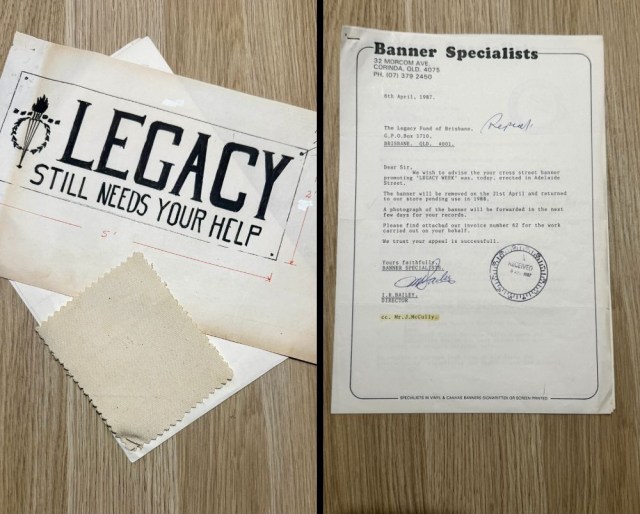 LEGACY
STILL NEEDS YOUR HELP
5'
2'
Banner Specialists
32 MORCOM AVE.
CORINDA, QLD. 4075
PH. (07) 379 2450
8th April, 1987.
The Legacy Fund of Brisbane.
G.P.O.Box 1710.
BRISBANE. QLD. 4001.
Repeat
Dear Sir,
We wish to advise the your cross street banner
promoting "LEGACY WEEK" was, today, erected in Adelaide
Street.
The banner will be removed on the 21st April and returned
to our store pending use in 1988.
A photograph of the banner will be forwarded in the next
few days for your records.
Please find attached our invoice number 62 for the work
carried out on your behalf.
We trust your appeal is successfull.
Yours faithfully
BANNER SPECIALISTS.
RECEIVED
DIRECTOR
cc. Mr.J.McCully.
SPECIALISTS IN VINYL & CANVAS BANNERS SIGNWRITTEN OR SCREEN PRINTED